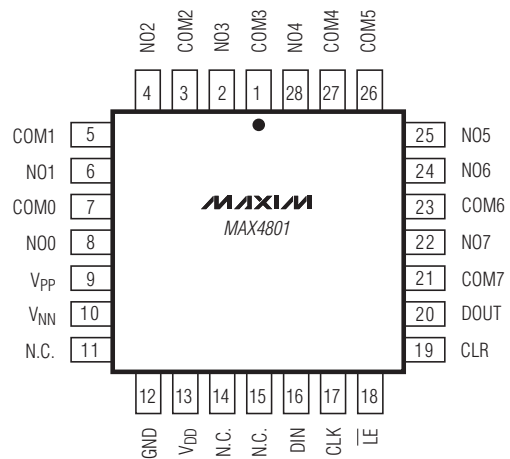 NO2 COM2 NO3 COM3 NO4 COM4 COM5
4 3 2 1 28 27 26
COM1 5 25 NO5
NO1 6 24 NO6
COM0 7 23 COM6
NO0 8 22 NO7
VPP 9 21 COM7
VNN 10 20 DOUT
N.C. 11 19 CLR
MAXIM
MAX4801
12 13 14 15 16 17 18
GND VDD N.C. N.C. DIN CLK L̅E̅